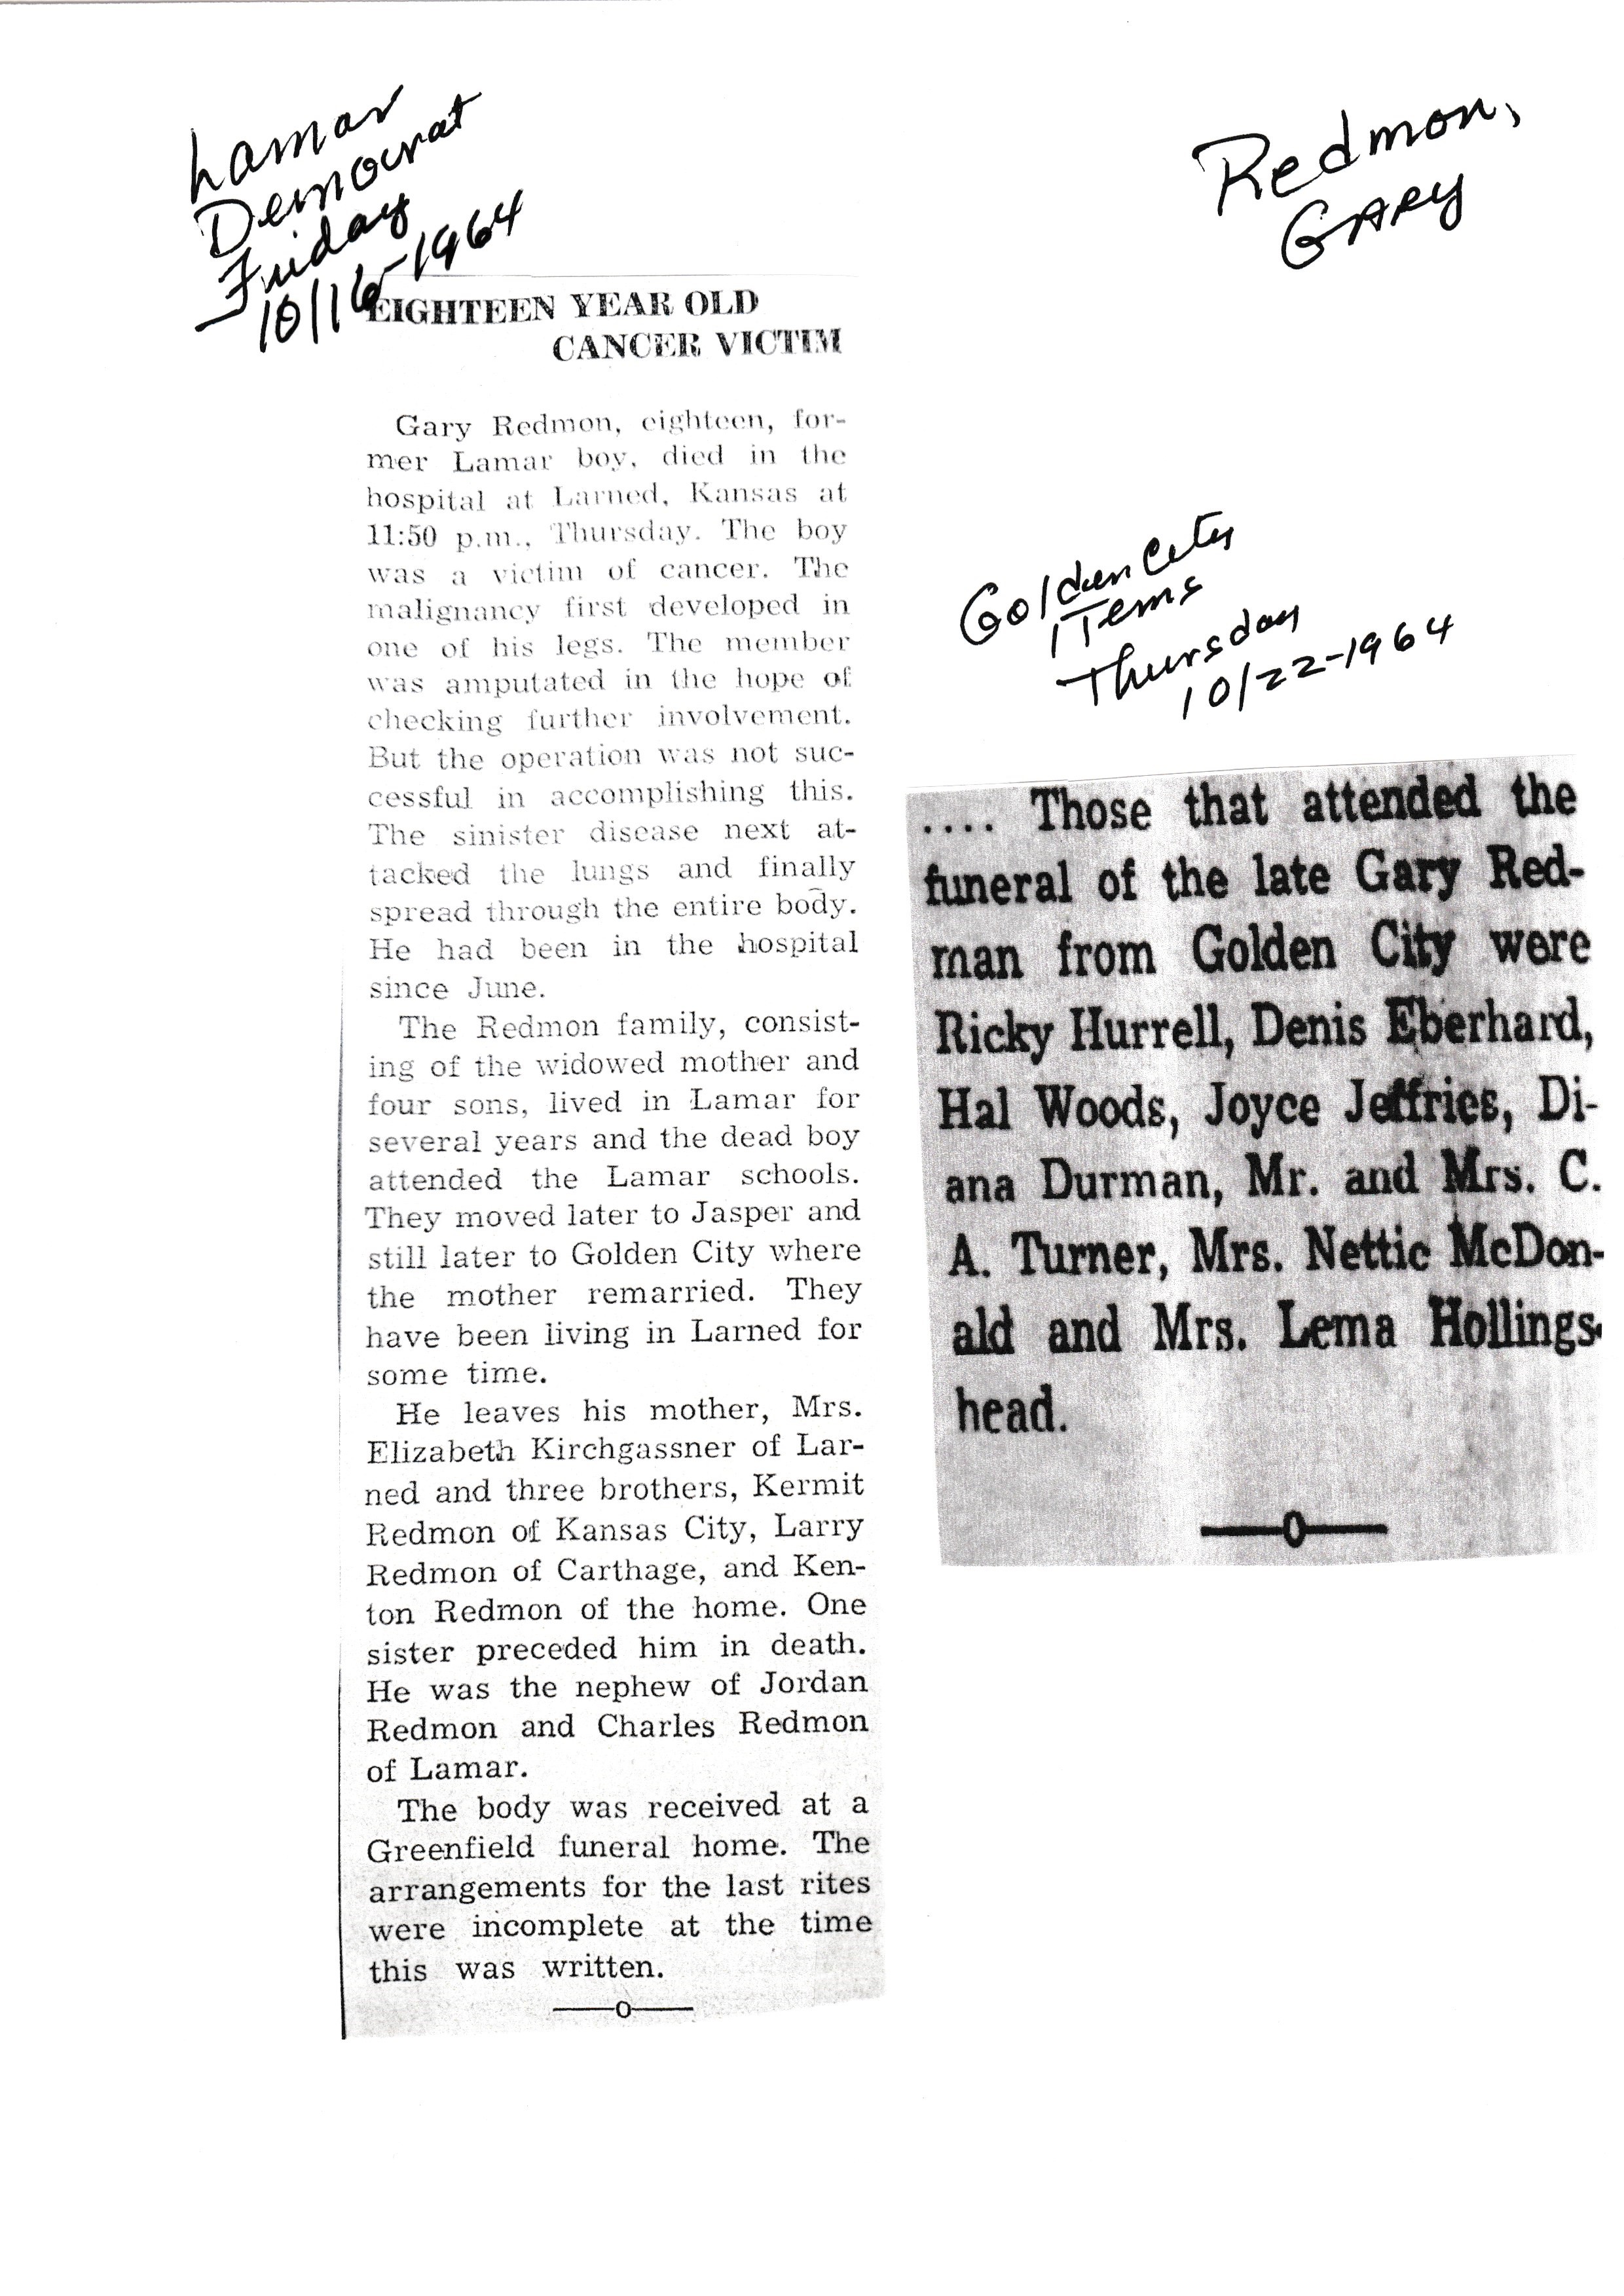 Lamar
Democrat
Friday
10/16-1964
Redmon,
GARY
EIGHTEEN YEAR OLD
CANCER VICTIM
Gary Redmon, eighteen, for-
mer Lamar boy, died in the
hospital at Larned, Kansas at
11:50 p.m., Thursday. The boy
was a victim of cancer. The
malignancy first developed in
one of his legs. The member
was amputated in the hope of
checking further involvement.
But the operation was not suc-
cessful in accomplishing this.
The sinister disease next at-
tacked the lungs and finally
spread through the entire body.
He had been in the hospital
since June.
The Redmon family, consist-
ing of the widowed mother and
four sons, lived in Lamar for
several years and the dead boy
attended the Lamar schools.
They moved later to Jasper and
still later to Golden City where
the mother remarried. They
have been living in Larned for
some time.
He leaves his mother, Mrs.
Elizabeth Kirchgassner of Lar-
ned and three brothers, Kermit
Redmon of Kansas City, Larry
Redmon of Carthage, and Ken-
ton Redmon of the home. One
sister preceded him in death.
He was the nephew of Jordan
Redmon and Charles Redmon
of Lamar.
The body was received at a
Greenfield funeral home. The
arrangements for the last rites
were incomplete at the time
this was written.
Golden City
ITems
Thursday
10/22-1964
.... Those that attended the
funeral of the late Gary Red-
man from Golden City were
Ricky Hurrell, Denis Eberhard,
Hal Woods, Joyce Jeffries, Di-
ana Durman, Mr. and Mrs. C.
A. Turner, Mrs. Nettie McDon-
ald and Mrs. Lema Hollings-
head.